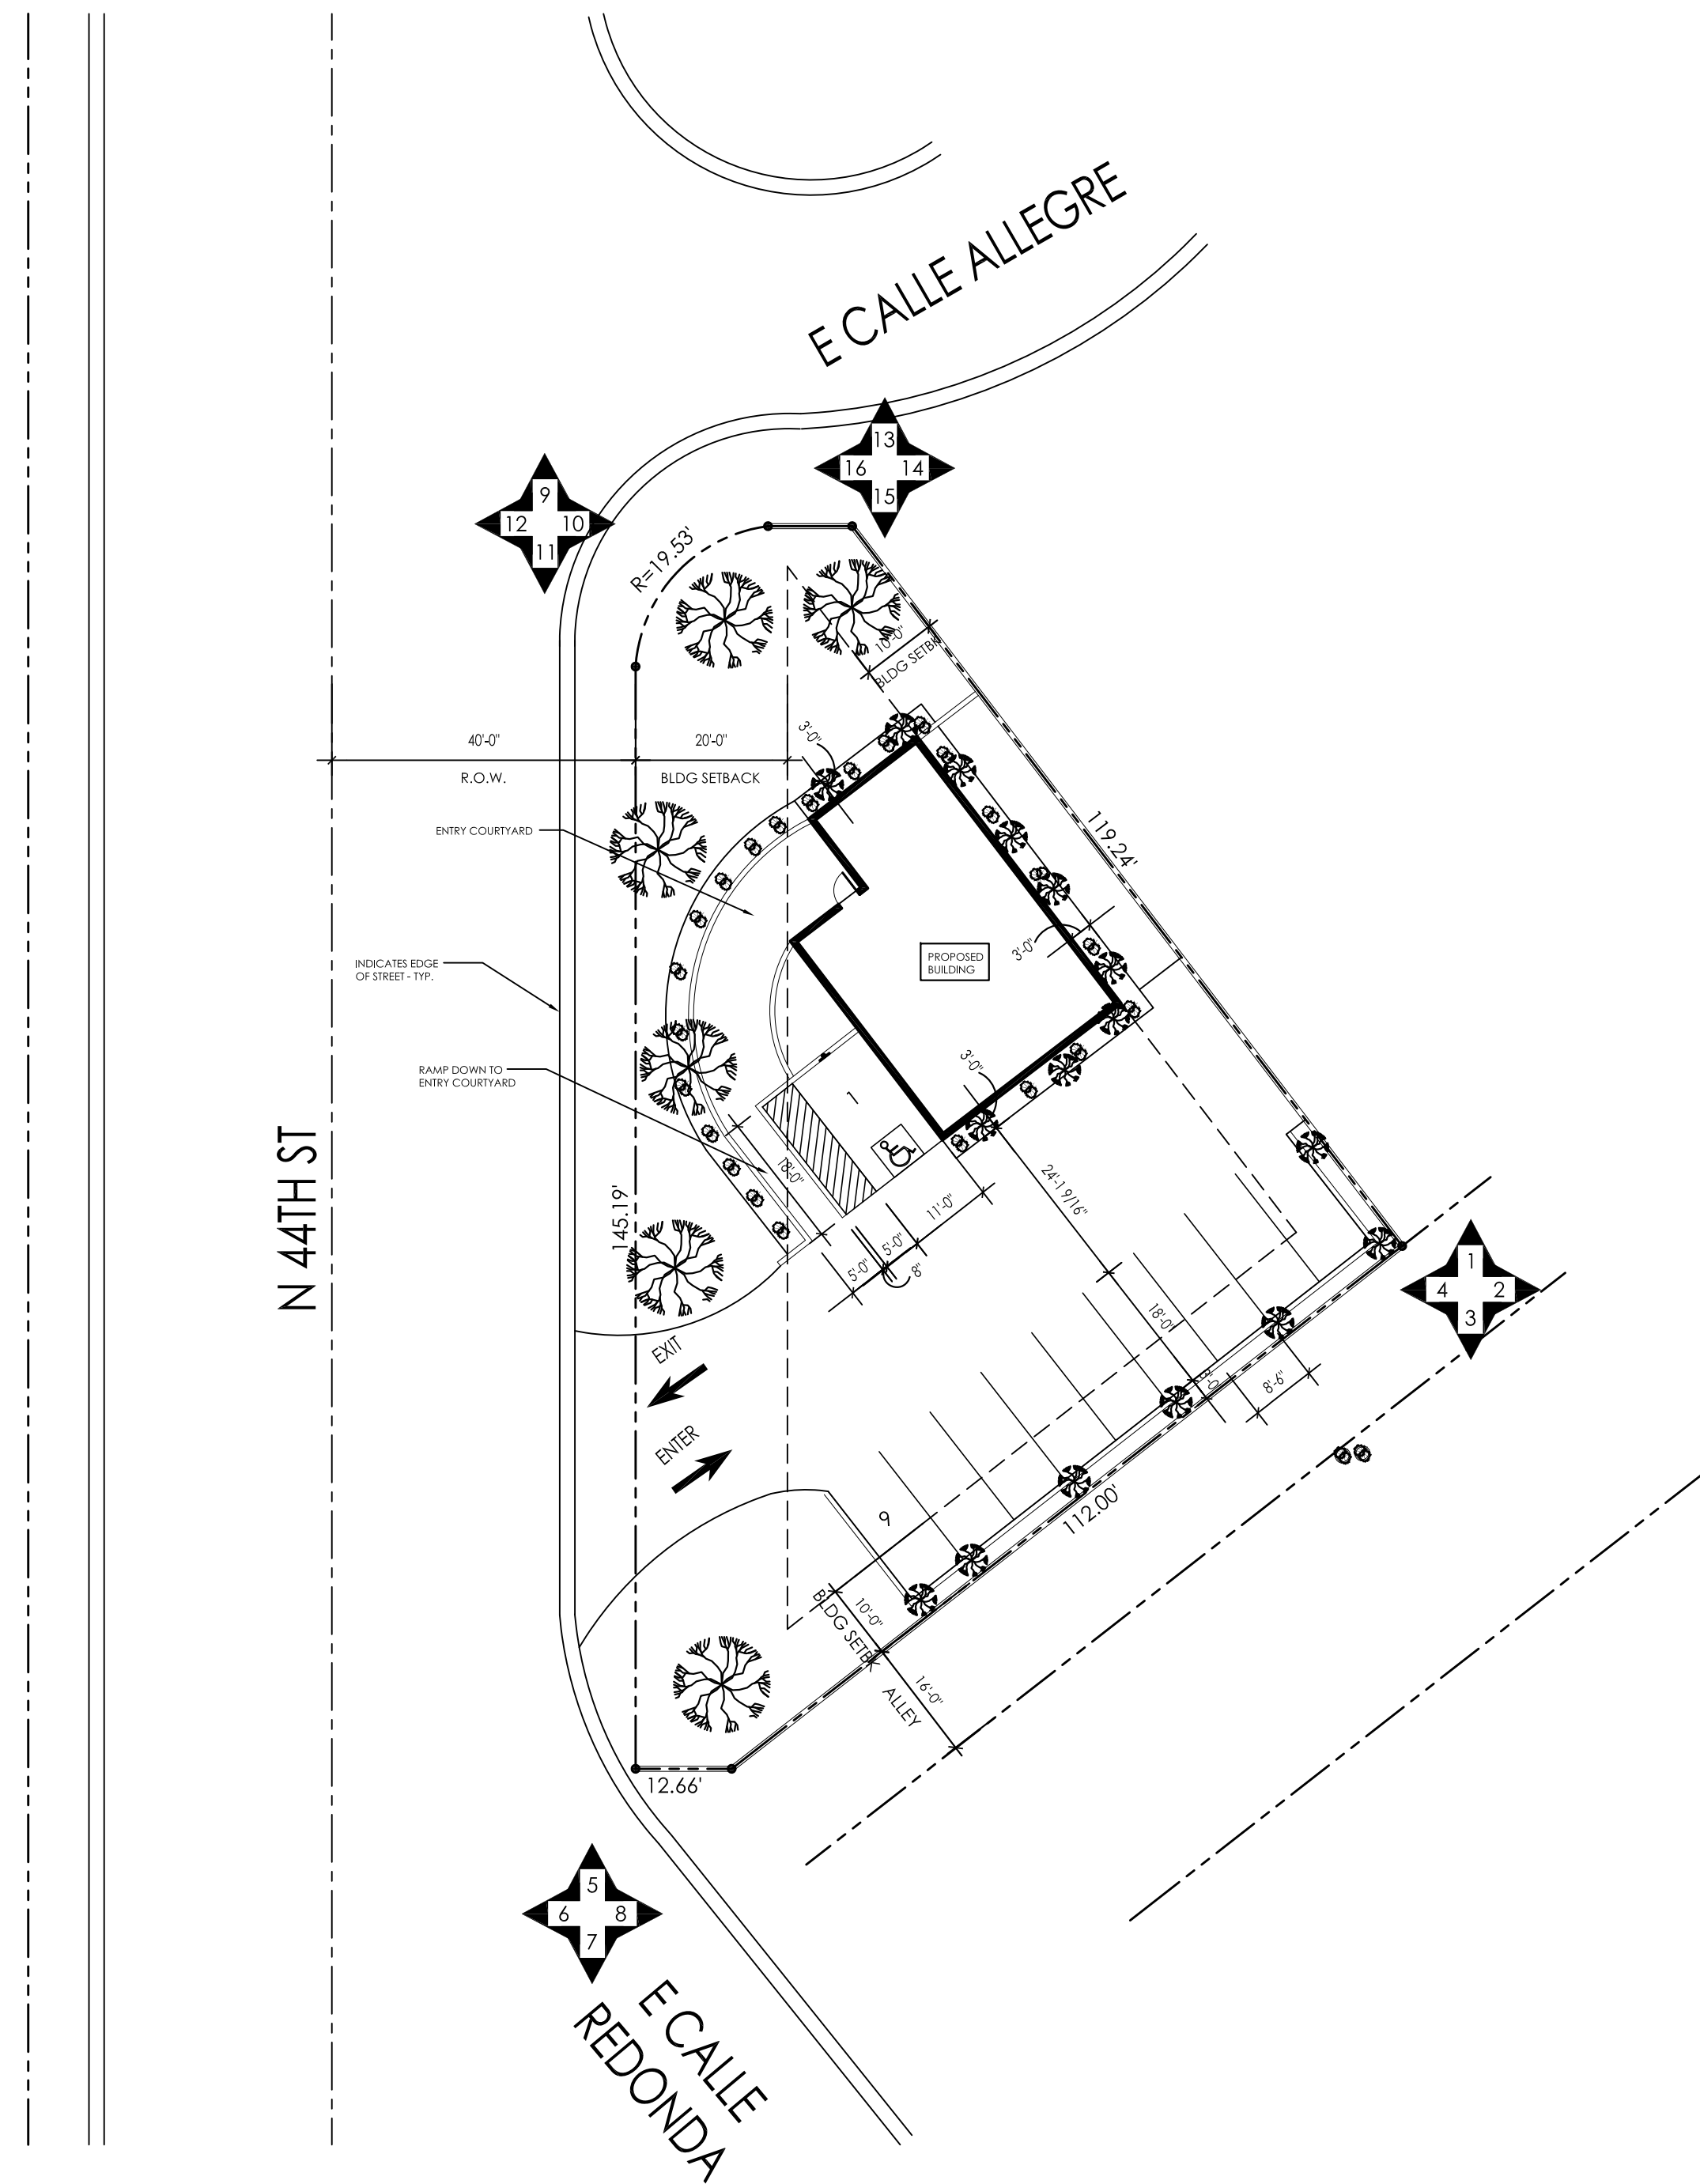 E CALLE ALLEGRE
13
16
14
15
9
12
10
11
R=19.53'
10'-0"
BLDG SETBK
40'-0"
R.O.W.
20'-0"
BLDG SETBACK
3'-0"
ENTRY COURTYARD
119.24'
PROPOSED
BUILDING
3'-0"
INDICATES EDGE
OF STREET - TYP.
RAMP DOWN TO
ENTRY COURTYARD
3'-0"
1
18'-0"
N 44TH ST
145.19'
24'-1 9/16"
11'-0"
5'-0"
5'-0"
8"
1
4
2
3
18'-0"
EXIT
ENTER
3'-0"
8'-6"
9
112.00'
10'-0"
BLDG SETBK
16'-0"
ALLEY
12.66'
5
6
8
7
E CALLE
REDONDA